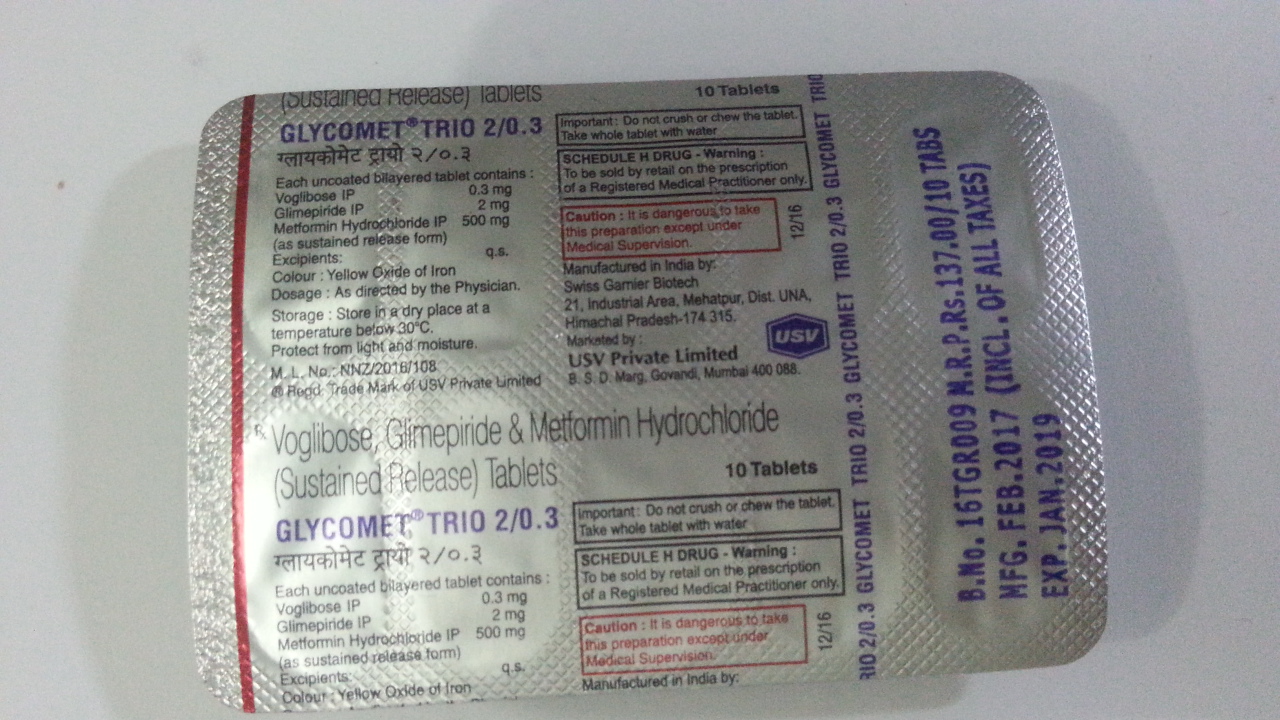 (Sustained Release) Tablets
10 Tablets
GLYCOMET® TRIO 2/0.3
ग्लायकोमेट ट्रायो २/०.३
Each uncoated bilayered tablet contains :
Voglibose IP 0.3 mg
Glimepiride IP 2 mg
Metformin Hydrochloride IP 500 mg
(as sustained release form)
Excipients: q.s.
Colour : Yellow Oxide of Iron
Dosage : As directed by the Physician.
Storage : Store in a dry place at a
temperature below 30°C.
Protect from light and moisture.
M. L. No.: NNZ/2016/108
® Regd. Trade Mark of USV Private Limited
Important : Do not crush or chew the tablet.
Take whole tablet with water
SCHEDULE H DRUG - Warning :
To be sold by retail on the prescription
of a Registered Medical Practitioner only.
Caution : It is dangerous to take
this preparation except under
Medical Supervision.
12/16
Manufactured in India by:
Swiss Garnier Biotech
21, Industrial Area, Mehatpur, Dist. UNA,
Himachal Pradesh-174 315.
Marketed by :
USV Private Limited
B. S. D. Marg, Govandi, Mumbai 400 088.
USV
Rx Voglibose, Glimepiride & Metformin Hydrochloride
(Sustained Release) Tablets
10 Tablets
GLYCOMET® TRIO 2/0.3
ग्लायकोमेट ट्रायो २/०.३
Each uncoated bilayered tablet contains :
Voglibose IP 0.3 mg
Glimepiride IP 2 mg
Metformin Hydrochloride IP 500 mg
(as sustained release form)
Excipients: q.s.
Colour : Yellow Oxide of Iron
Important : Do not crush or chew the tablet.
Take whole tablet with water
SCHEDULE H DRUG - Warning :
To be sold by retail on the prescription
of a Registered Medical Practitioner only.
Caution : It is dangerous to take
this preparation except under
Medical Supervision.
12/16
Manufactured in India by:
RIO 2/0.3 GLYCOMET TRIO 2/0.3 GLYCOMET TRIO 2/0.3 GLYCOMET TRIO
B.No. 16TGR009 M.R.P.Rs.137.00/10 TABS
MFG. FEB.2017 (INCL. OF ALL TAXES)
EXP. JAN.2019